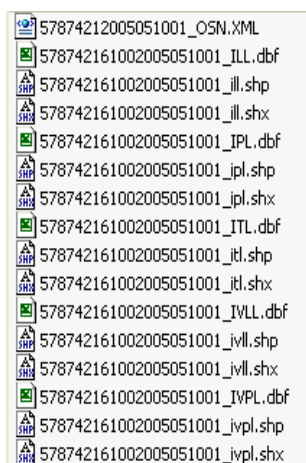 57874212005051001_OSN.XML
578742161002005051001_ILL.dbf
578742161002005051001_ill.shp
578742161002005051001_ill.shx
578742161002005051001_IPL.dbf
578742161002005051001_ipl.shp
578742161002005051001_ipl.shx
578742161002005051001_ITL.dbf
578742161002005051001_itl.shp
578742161002005051001_itl.shx
578742161002005051001_IVLL.dbf
578742161002005051001_ivll.shp
578742161002005051001_ivll.shx
578742161002005051001_IVPL.dbf
578742161002005051001_ivpl.shp
578742161002005051001_ivpl.shx